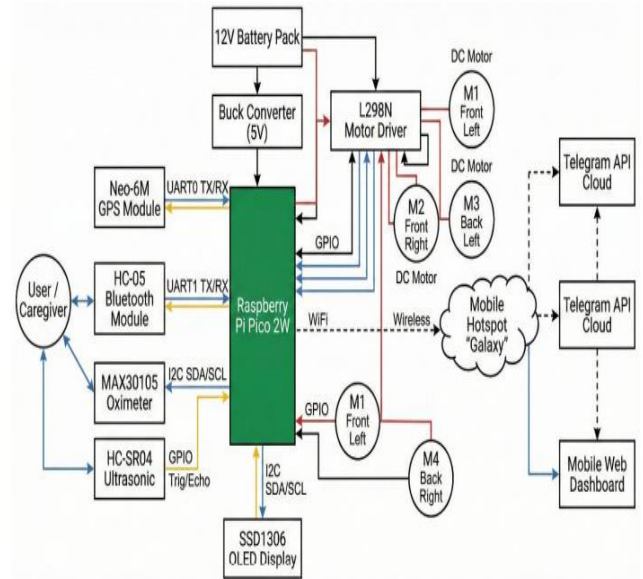 12V Battery Pack
Buck Converter
(5V)
L298N
Motor Driver
DC Motor
M1
Front
Left
DC Motor
M3
Back
Left
M2
Front
Right
DC Motor
Neo-6M
GPS Module
UART0 TX/RX
User /
Caregiver
HC-05
Bluetooth
Module
UART1 TX/RX
MAX30105
Oximeter
I2C SDA/SCL
HC-SR04
Ultrasonic
GPIO
Trig/Echo
Raspberry
Pi Pico 2W
GPIO
WiFi
Wireless
Mobile
Hotspot
"Galaxy"
Telegram API
Cloud
Telegram API
Cloud
Mobile Web
Dashboard
GPIO
M1
Front
Left
M4
Back
Right
I2C
SDA/SCL
SSD1306
OLED Display